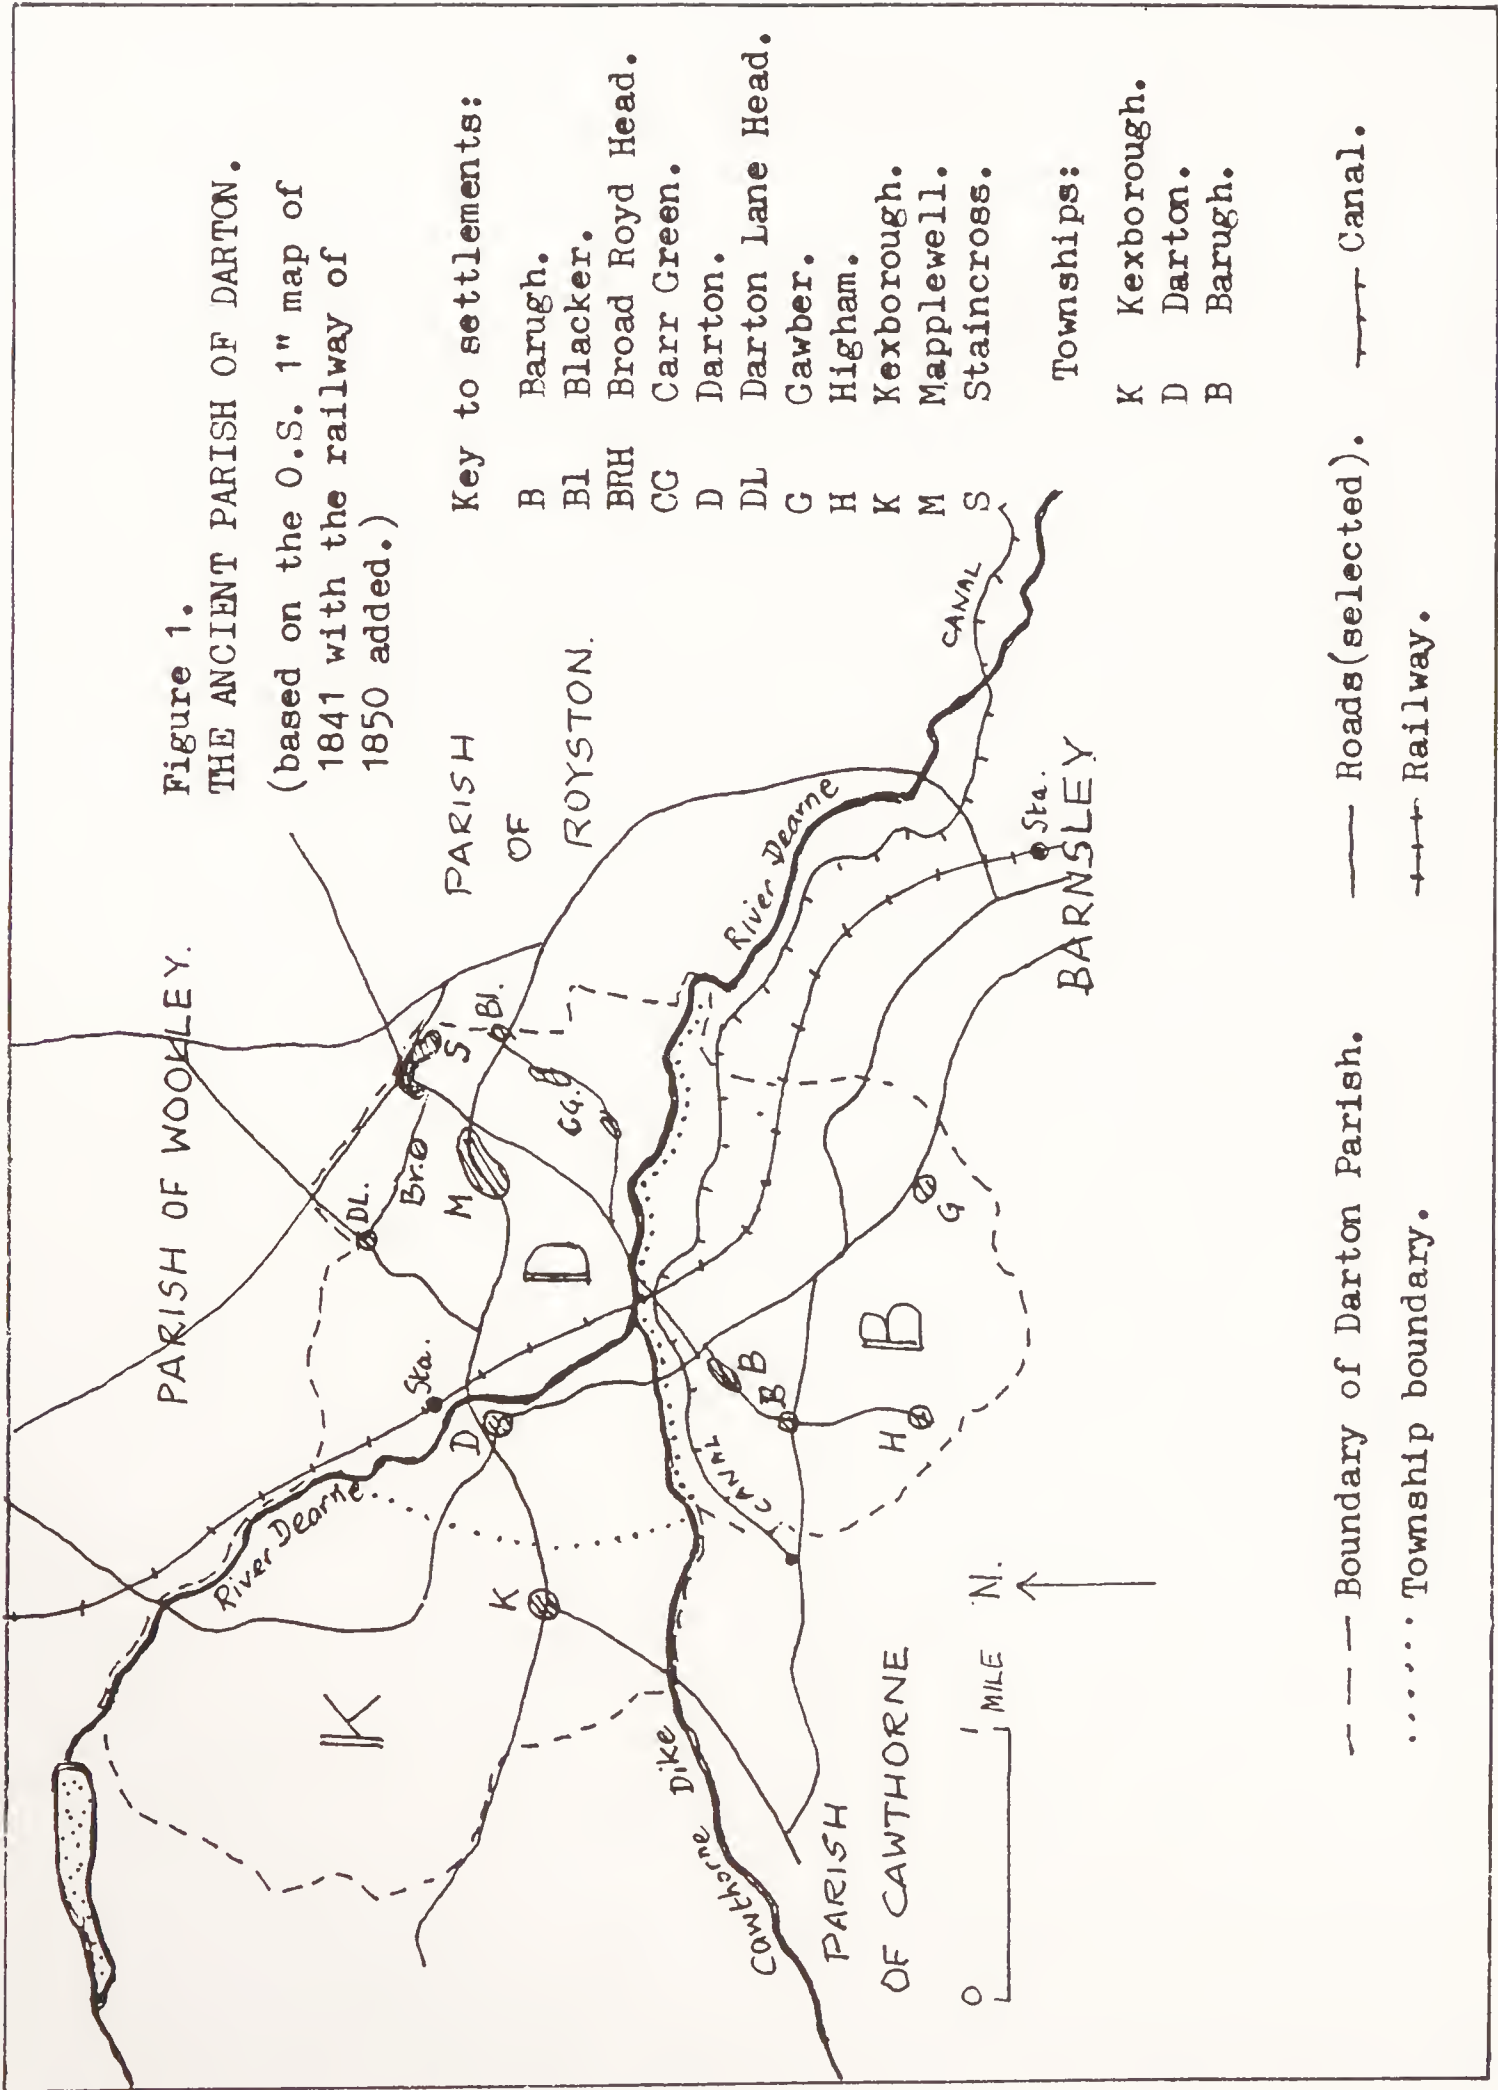 Figure 1.
THE ANCIENT PARISH OF DARTON.
(based on the O.S. 1" map of
1841 with the railway of
1850 added.)
Key to settlements:
B Barugh.
Bl Blacker.
BRH Broad Royd Head.
CG Carr Green.
D Darton.
DL Darton Lane Head.
G Gawber.
H Higham.
K Kexborough.
M Mapplewell.
S Staincross.
Townships:
K Kexborough.
D Darton.
B Barugh.
PARISH OF WOOLLEY.
PARISH
OF
ROYSTON.
DL.
Br.
S
Bl.
M
CG.
Sta.
D
D
River Dearne
K
K
River Dearne
CANAL
Sta.
BARNSLEY
B
B
B
H
G
CANAL
Cawthorne Dike
PARISH
OF CAWTHORNE
0 1
MILE
N.
— — — Boundary of Darton Parish.
—— Roads(selected).
Canal.
...... Township boundary.
Railway.